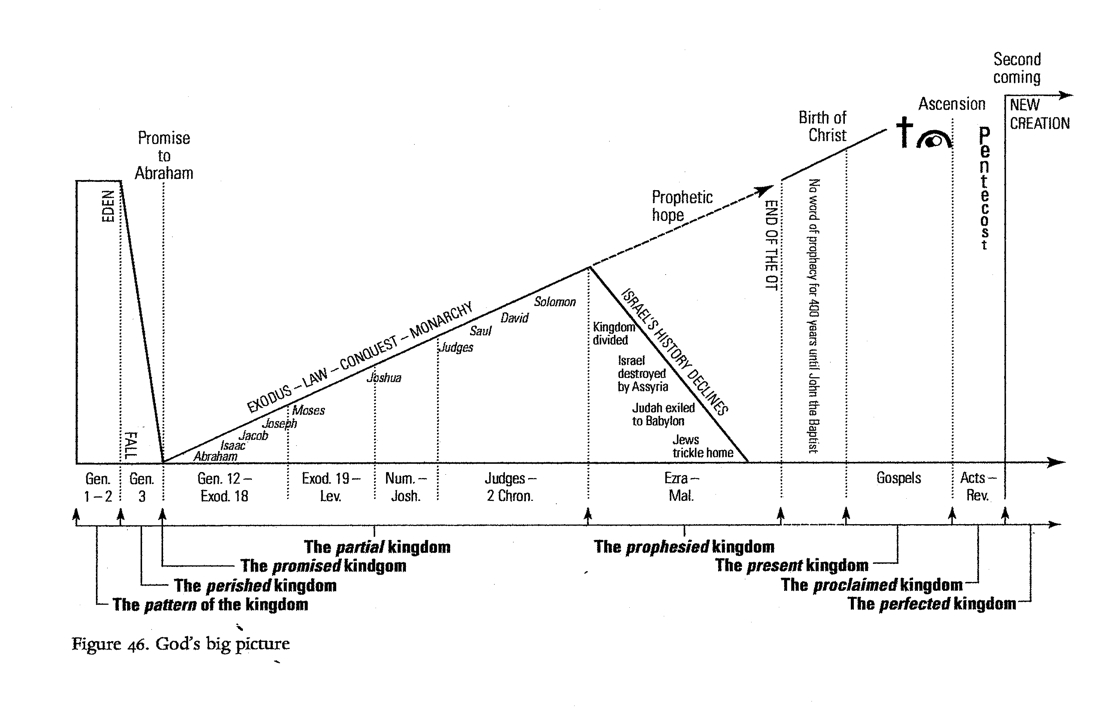 Second
coming
Ascension
NEW
CREATION
Birth of
Christ
Pentecost
Promise
to
Abraham
EDEN
FALL
Prophetic
hope
END OF THE OT
No word of prophecy for 400 years until John the Baptist
EXODUS – LAW – CONQUEST – MONARCHY
Abraham
Isaac
Jacob
Joseph
Moses
Joshua
Judges
Saul
David
Solomon
ISRAEL'S HISTORY DECLINES
Kingdom
divided
Israel
destroyed
by Assyria
Judah exiled
to Babylon
Jews
trickle home
Gen.
1 – 2
Gen.
3
Gen. 12 –
Exod. 18
Exod. 19 –
Lev.
Num. –
Josh.
Judges –
2 Chron.
Ezra –
Mal.
Gospels
Acts –
Rev.
The partial kingdom
The promised kindgom
The perished kingdom
The pattern of the kingdom
The prophesied kingdom
The present kingdom
The proclaimed kingdom
The perfected kingdom
Figure 46. God's big picture